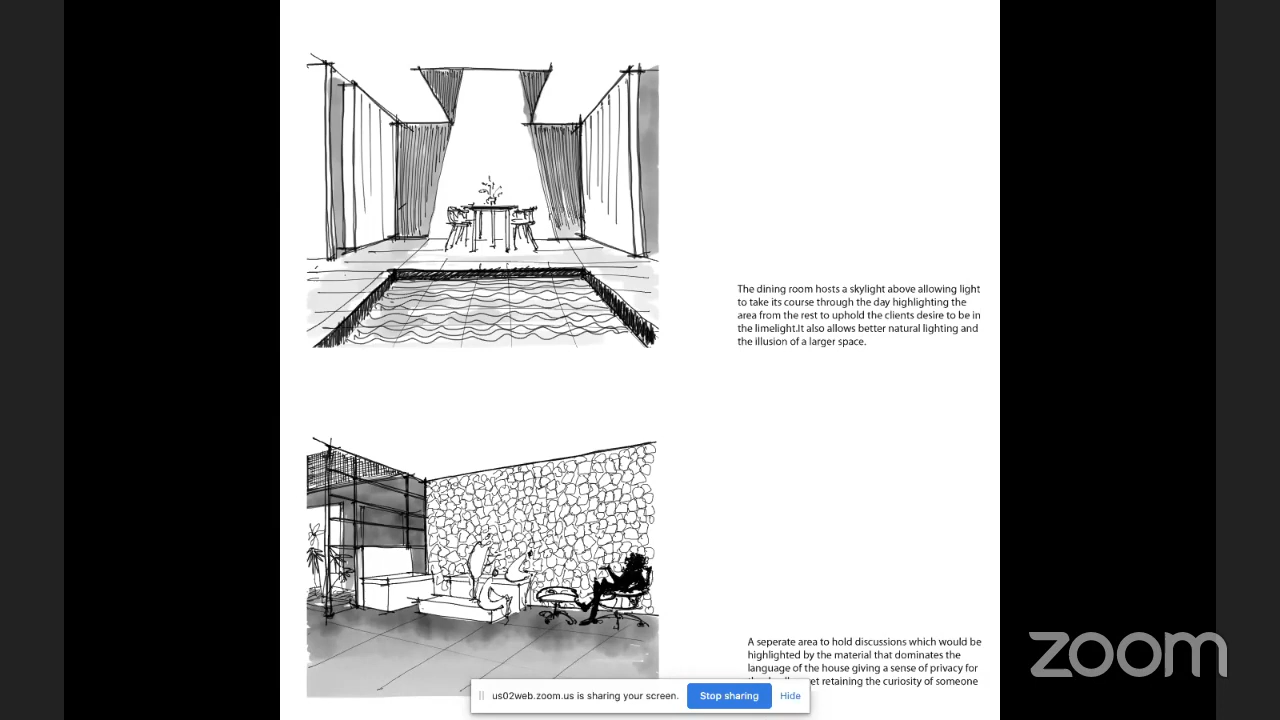 The dining room hosts a skylight above allowing light
to take its course through the day highlighting the
area from the rest to uphold the clients desire to be in
the limelight.It also allows better natural lighting and
the illusion of a larger space.
A seperate area to hold discussions which would be
highlighted by the material that dominates the
language of the house giving a sense of privacy for
retaining the curiosity of someone
us02web.zoom.us is sharing your screen.
Stop sharing
Hide
zoom